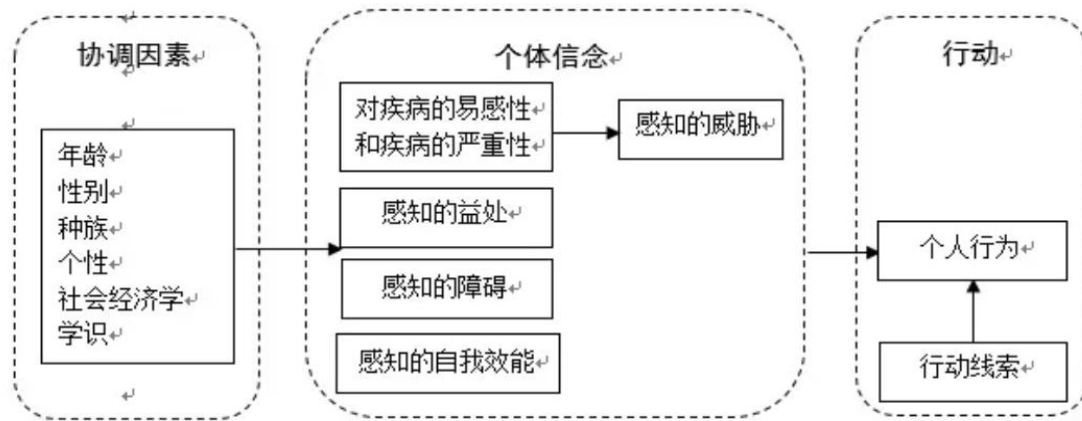 协调因素
年龄
性别
种族
个性
社会经济学
学识
个体信念
对疾病的易感性
和疾病的严重性
感知的威胁
感知的益处
感知的障碍
感知的自我效能
行动
个人行为
行动线索